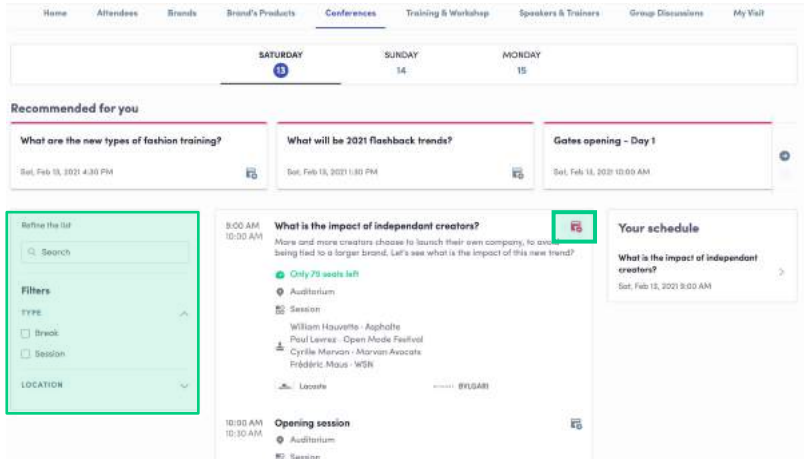 Home Attendees Brands Brand's Products Conferences Training & Workshop Speakers & Trainers Group Discussions My Visit
SATURDAY SUNDAY MONDAY
13 14 15
Recommended for you
What are the new types of fashion training? What will be 2021 flashback trends? Gates opening - Day 1
Sat, Feb 13, 2021 4:30 PM Sat, Feb 13, 2021 1:30 PM Sat, Feb 13, 2021 10:00 AM
Refine the list
Search
Filters
TYPE
Break
Session
LOCATION
9:00 AM What is the impact of independant creators?
10:00 AM More and more creators choose to launch their own company, to avoid
being tied to a larger brand. Let's see what is the impact of this new trend?
Only 79 seats left
Auditorium
Session
William Hauvette - Asphalte
Paul Levrez - Open Mode Festival
Cyrille Morvan - Morvan Avocats
Frédéric Maus - WSN
Lacoste BVLGARI
10:00 AM Opening session
10:30 AM Auditorium
Session
Your schedule
What is the impact of independant
creators?
Sat, Feb 13, 2021 9:00 AM